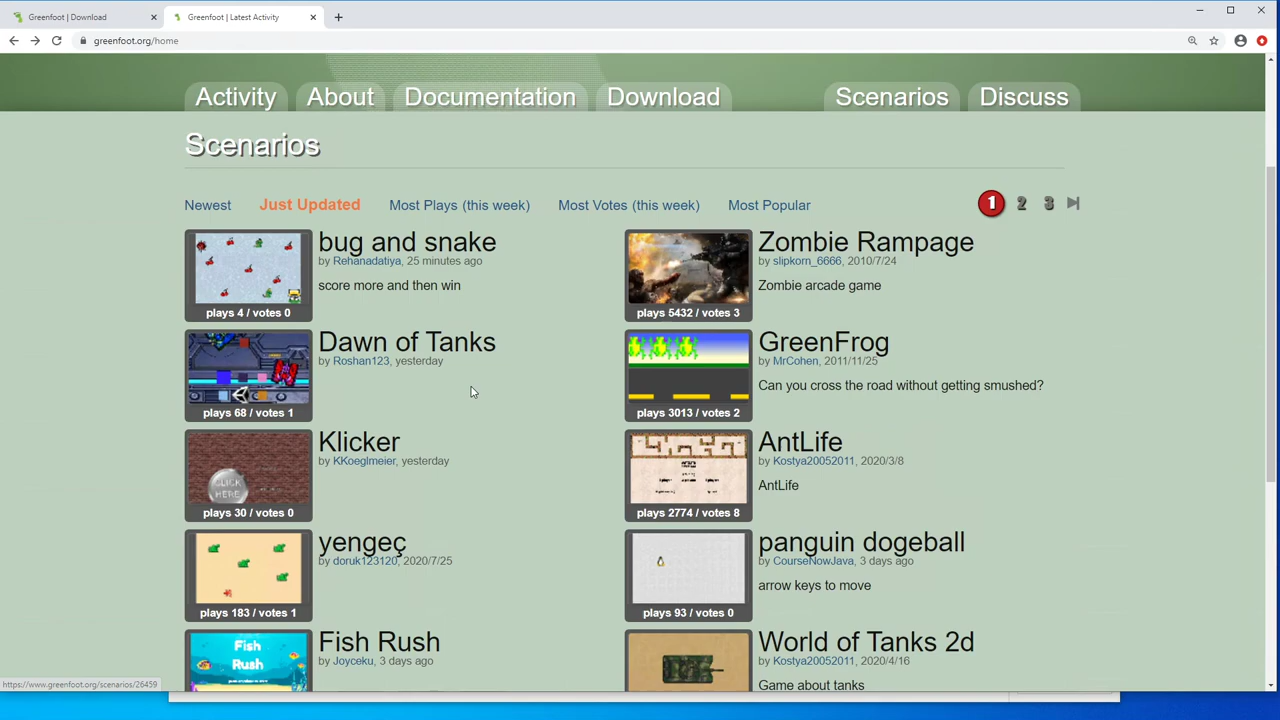 Greenfoot | Download
Greenfoot | Latest Activity
greenfoot.org/home
Activity About Documentation Download Scenarios Discuss
Scenarios
Newest Just Updated Most Plays (this week) Most Votes (this week) Most Popular 1 2 3
bug and snake
by Rehanadatiya, 25 minutes ago
score more and then win
plays 4 / votes 0
Zombie Rampage
by slipkorn_6666, 2010/7/24
Zombie arcade game
plays 5432 / votes 3
Dawn of Tanks
by Roshan123, yesterday
plays 68 / votes 1
GreenFrog
by MrCohen, 2011/11/25
Can you cross the road without getting smushed?
plays 3013 / votes 2
Klicker
by KKoeglmeier, yesterday
CLICK
HERE
plays 30 / votes 0
AntLife
by Kostya20052011, 2020/3/8
AntLife
plays 2774 / votes 8
yengeç
by doruk123120, 2020/7/25
plays 183 / votes 1
panguin dogeball
by CourseNowJava, 3 days ago
arrow keys to move
plays 93 / votes 0
Fish Rush
by Joyceku, 3 days ago
Fish
Rush
World of Tanks 2d
by Kostya20052011, 2020/4/16
Game about tanks
https://www.greenfoot.org/scenarios/26459